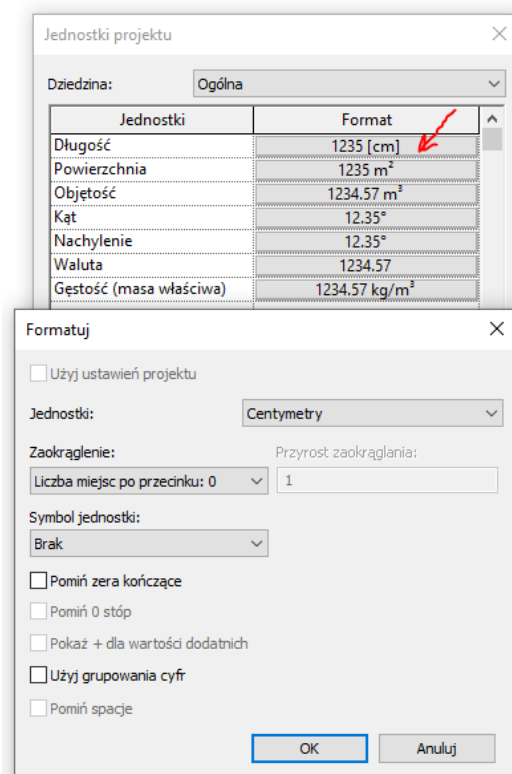 Jednostki projektu
Dziedzina: Ogólna
Jednostki Format
Długość 1235 [cm]
Powierzchnia 1235 m²
Objętość 1234.57 m³
Kąt 12.35°
Nachylenie 12.35°
Waluta 1234.57
Gęstość (masa właściwa) 1234.57 kg/m³
Formatuj
Użyj ustawień projektu
Jednostki: Centymetry
Zaokrąglenie: Przyrost zaokrąglania:
Liczba miejsc po przecinku: 0 1
Symbol jednostki:
Brak
Pomiń zera kończące
Pomiń 0 stóp
Pokaż + dla wartości dodatnich
Użyj grupowania cyfr
Pomiń spacje
OK Anuluj